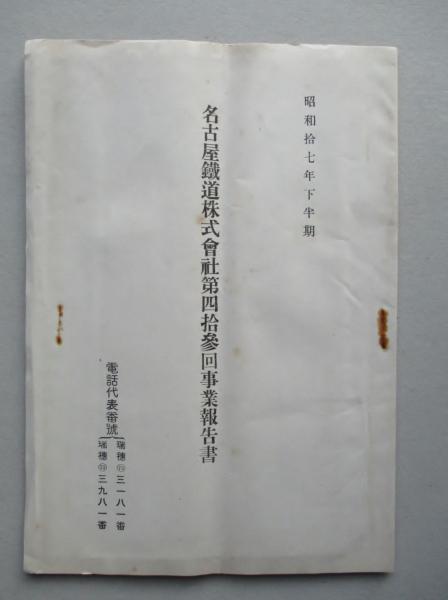 昭和拾七年下半期
名古屋鐵道株式會社第四拾參回事業報告書
電話代表番號
瑞穗⑻三一八一番
瑞穗⑻三九八一番